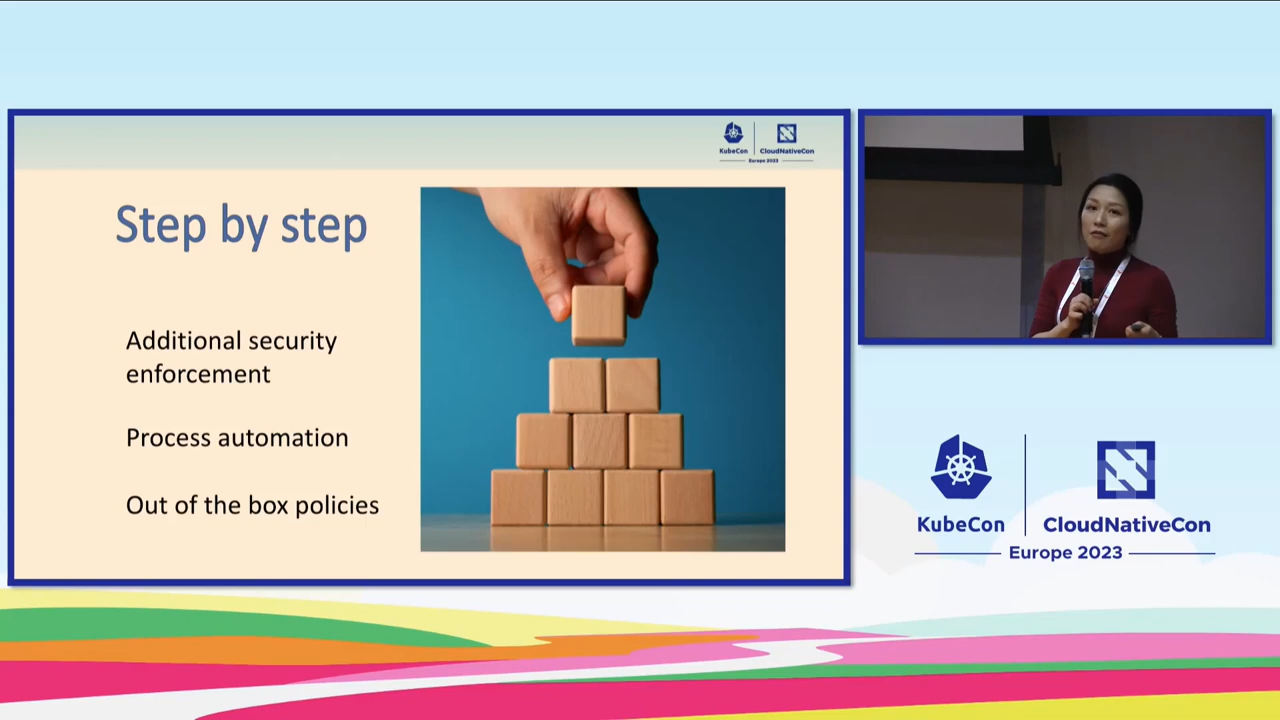 KubeCon
CloudNativeCon
Europe 2023
Step by step
Additional security
enforcement
Process automation
Out of the box policies
KubeCon
CloudNativeCon
Europe 2023